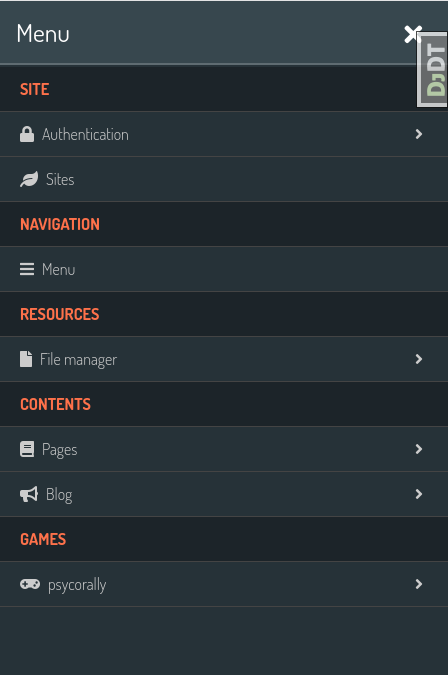 Menu
DJDT
SITE
Authentication
Sites
NAVIGATION
Menu
RESOURCES
File manager
CONTENTS
Pages
Blog
GAMES
psycorally